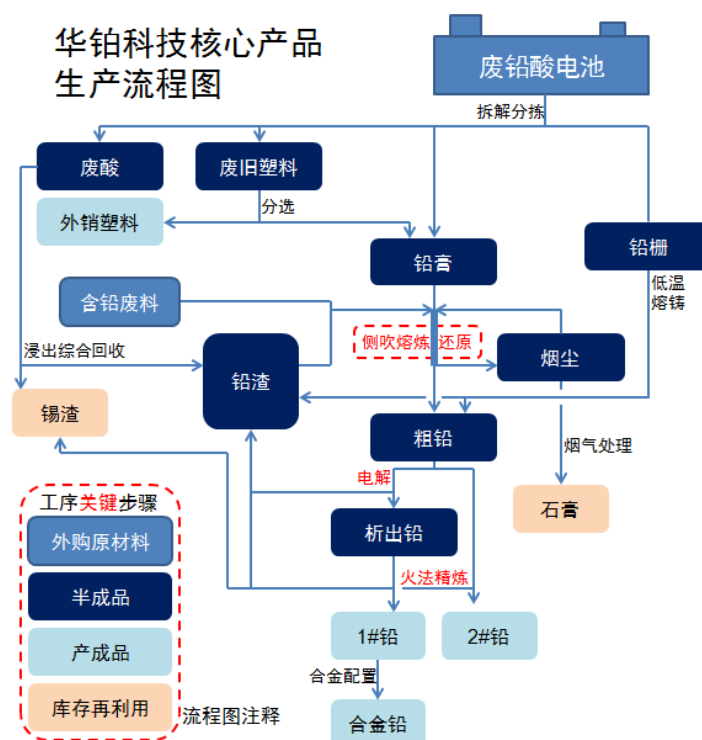 华铂科技核心产品
生产流程图
废铅酸电池
拆解分拣
废酸
废旧塑料
分选
外销塑料
铅膏
铅栅
低温
熔铸
含铅废料
侧吹熔炼 还原
烟尘
浸出综合回收
铅渣
锡渣
粗铅
烟气处理
电解
石膏
工序关键步骤
外购原材料
析出铅
火法精炼
半成品
1#铅
2#铅
产成品
合金配置
库存再利用
流程图注释
合金铅